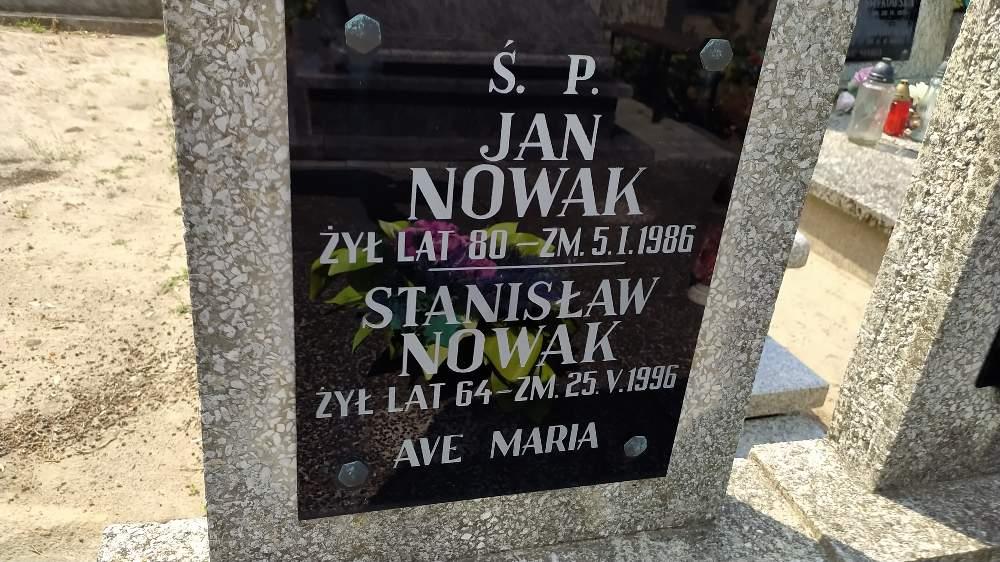 Ś. P.
JAN
NOWAK
ŻYŁ LAT 80 – ZM. 5. I. 1986
STANISŁAW
NOWAK
ŻYŁ LAT 64 – ZM. 25. V. 1996
AVE MARIA